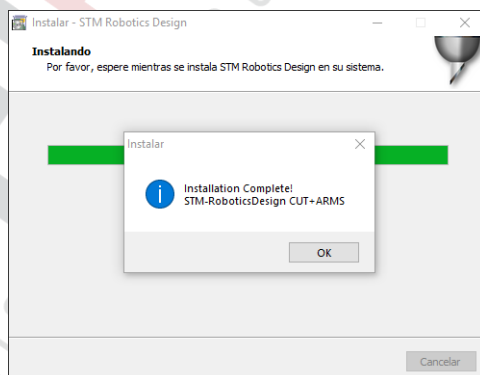 Instalar - STM Robotics Design
Instalando
Por favor, espere mientras se instala STM Robotics Design en su sistema.
Instalar
Installation Complete!
STM-RoboticsDesign CUT+ARMS
OK
Cancelar